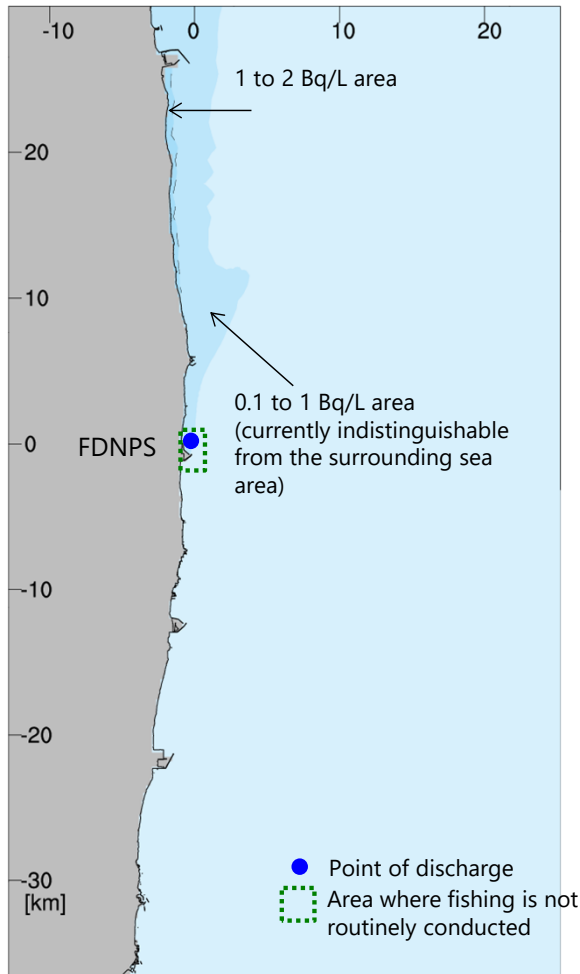 -10 0 10 20
1 to 2 Bq/L area
20
10
0.1 to 1 Bq/L area
(currently indistinguishable
from the surrounding sea
area)
0
FDNPS
-10
-20
-30
[km]
Point of discharge
Area where fishing is not
routinely conducted